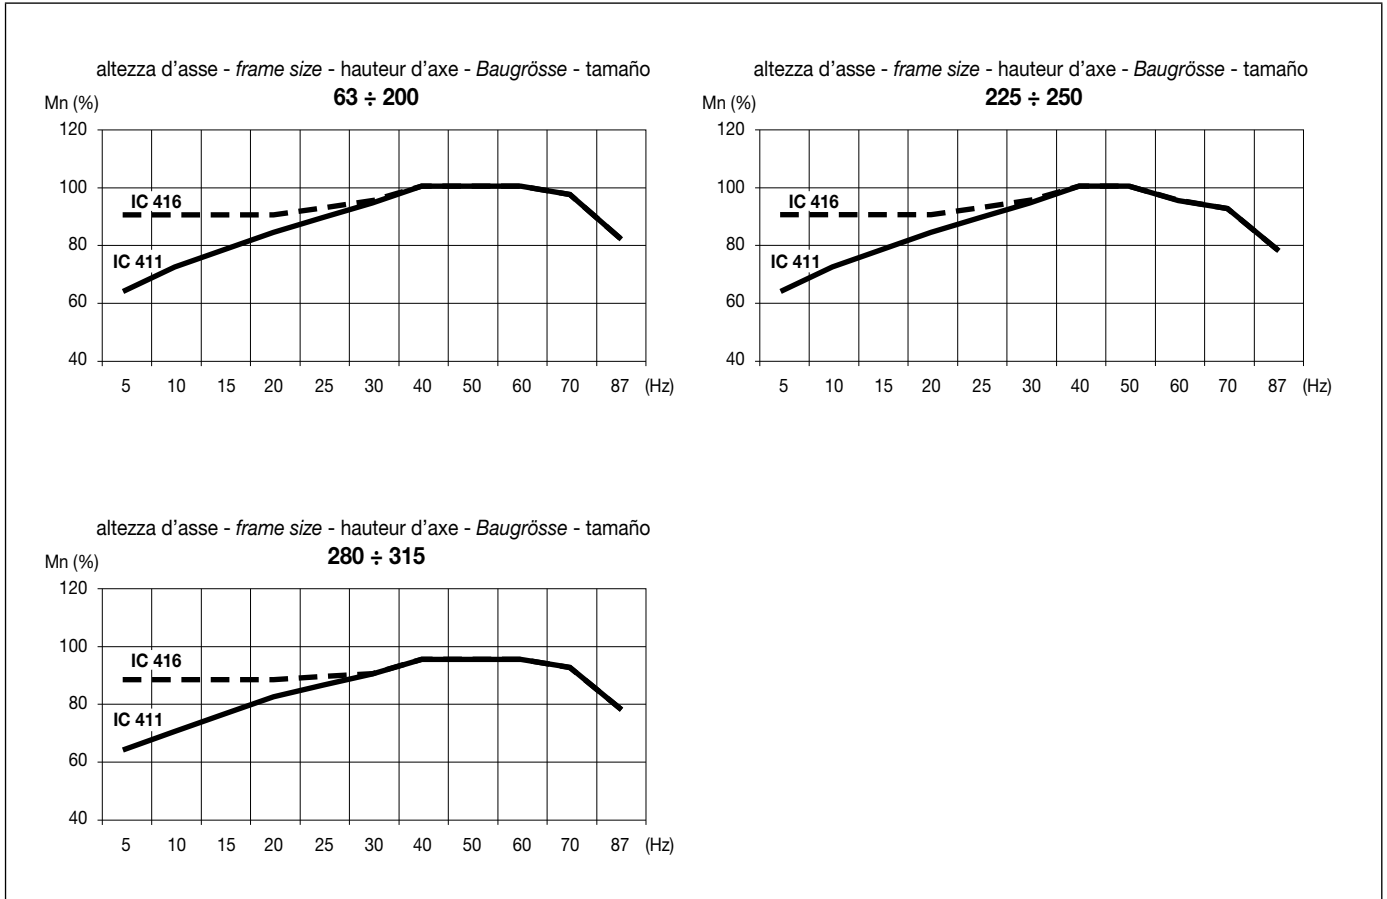 altezza d'asse - frame size - hauteur d'axe - Baugrösse - tamaño
63 ÷ 200
Mn (%)
120
100
80
60
40
IC 416
IC 411
5 10 15 20 25 30 40 50 60 70 87 (Hz)
altezza d'asse - frame size - hauteur d'axe - Baugrösse - tamaño
225 ÷ 250
Mn (%)
120
100
80
60
40
IC 416
IC 411
5 10 15 20 25 30 40 50 60 70 87 (Hz)
altezza d'asse - frame size - hauteur d'axe - Baugrösse - tamaño
280 ÷ 315
Mn (%)
120
100
80
60
40
IC 416
IC 411
5 10 15 20 25 30 40 50 60 70 87 (Hz)